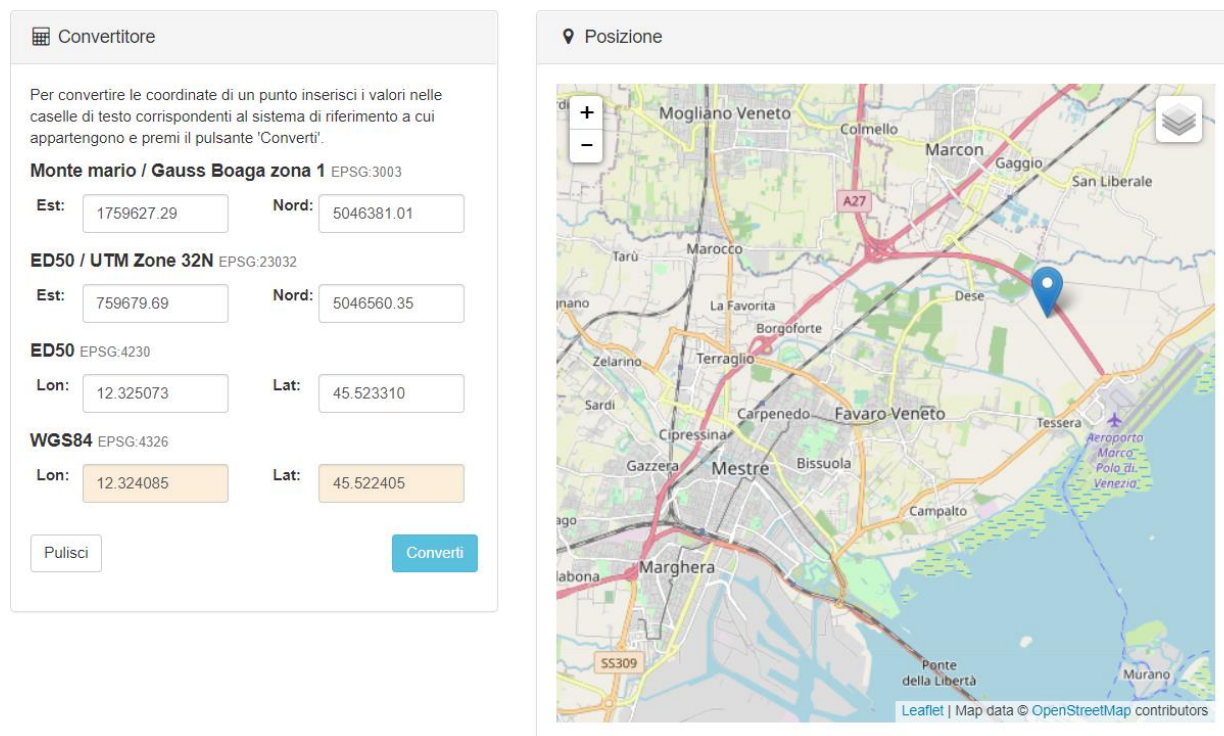 Convertitore
Per convertire le coordinate di un punto inserisci i valori nelle
caselle di testo corrispondenti al sistema di riferimento a cui
appartengono e premi il pulsante 'Converti'.
Monte mario / Gauss Boaga zona 1 EPSG:3003
Est: 1759627.29 Nord: 5046381.01
ED50 / UTM Zone 32N EPSG:23032
Est: 759679.69 Nord: 5046560.35
ED50 EPSG:4230
Lon: 12.325073 Lat: 45.523310
WGS84 EPSG:4326
Lon: 12.324085 Lat: 45.522405
Pulisci Converti
Posizione
+
-
Mogliano Veneto
Colmello
Marcon
Gaggio
San Liberale
A27
Marocco
Tarù
Dese
gnano
La Favorita
Borgoforte
Zelarino
Terraglio
Sardi
Carpenedo
Favaro Veneto
Tessera
Cipressina
Aeroporto
Marco
Polo di
Venezia
Gazzera
Mestre
Bissuola
Campalto
ago
labona
Marghera
SS309
Ponte
della Libertà
Murano
Leaflet | Map data © OpenStreetMap contributors